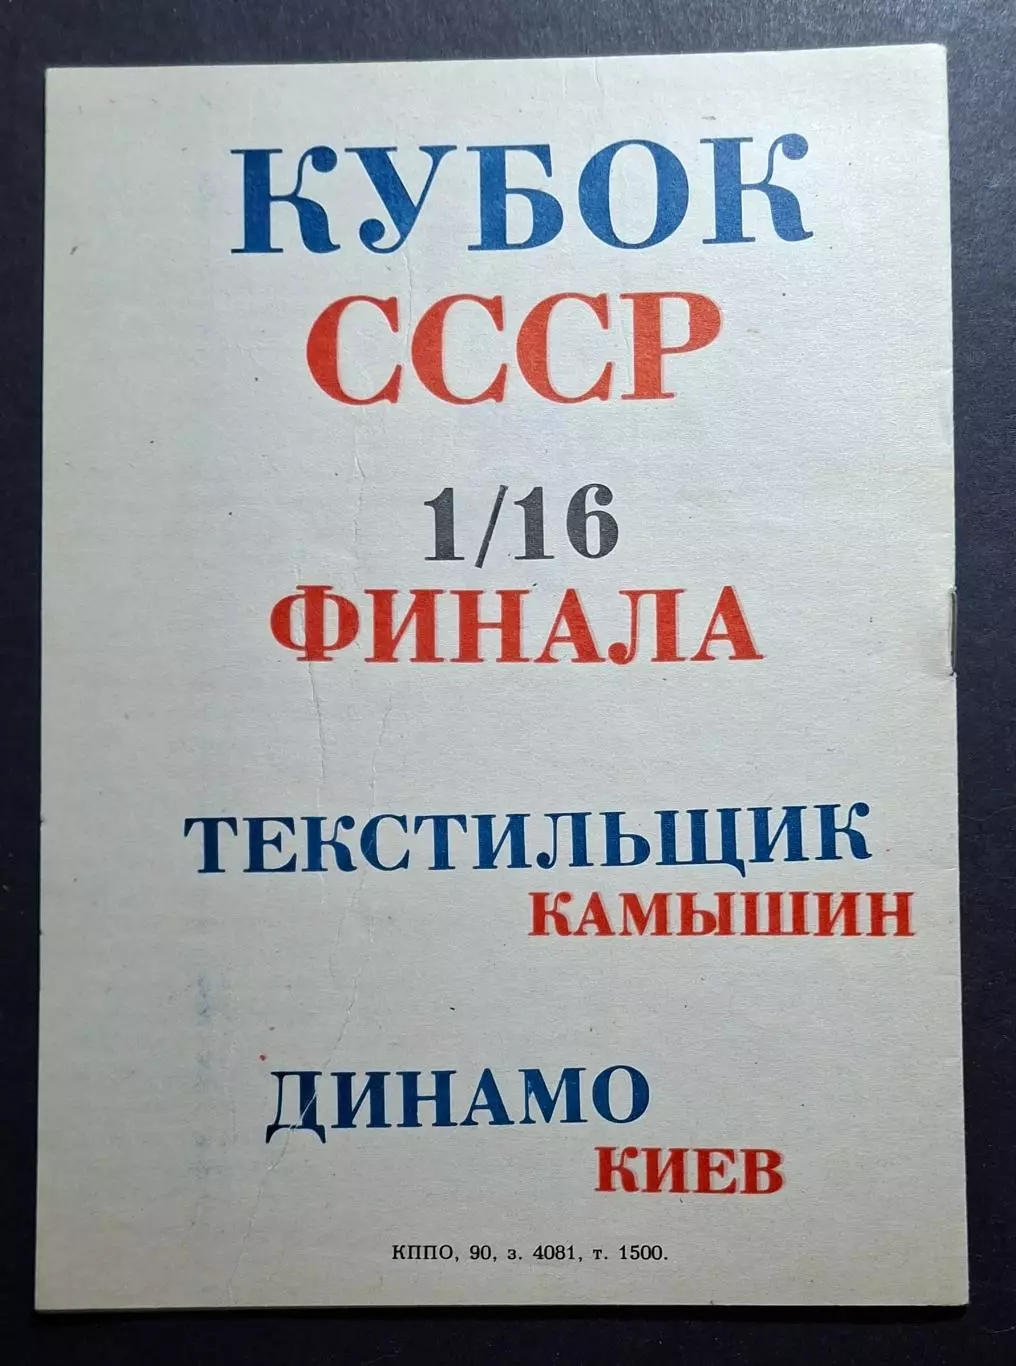 КУБОК
СССР
1/16
ФИНАЛА
ТЕКСТИЛЬЩИК
КАМЫШИН
ДИНАМО
КИЕВ
КППО, 90, з. 4081, т. 1500.